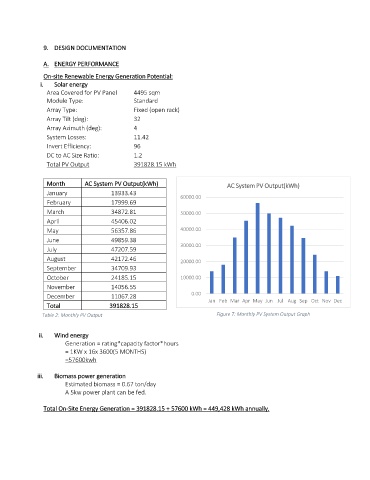 9. DESIGN DOCUMENTATION
A. ENERGY PERFORMANCE
On-site Renewable Energy Generation Potential:
i. Solar energy
Area Covered for PV Panel 4495 sqm
Module Type: Standard
Array Type: Fixed (open rack)
Array Tilt (deg): 32
Array Azimuth (deg): 4
System Losses: 11.42
Invert Efficiency: 96
DC to AC Size Ratio: 1.2
Total PV Output 391828.15 kWh
Month AC System PV Output(kWh)
January 13933.43
February 17999.69
March 34872.81
April 45406.02
May 56357.86
June 49859.38
July 47207.59
August 42172.46
September 34709.93
October 24185.15
November 14056.55
December 11067.28
Total 391828.15
Table 2: Monthly PV Output
AC System PV Output(kWh)
60000.00
50000.00
40000.00
30000.00
20000.00
10000.00
0.00
Jan Feb Mar Apr May Jun Jul Aug Sep Oct Nov Dec
Figure 7: Monthly PV System Output Graph
ii. Wind energy
Generation = rating*capacity factor*hours
= 1KW x 16x 3600(5 MONTHS)
=57600kwh
iii. Biomass power generation
Estimated biomass = 0.67 ton/day
A 5kw power plant can be fed.
Total On-Site Energy Generation = 391828.15 + 57600 kWh = 449,428 kWh annually.